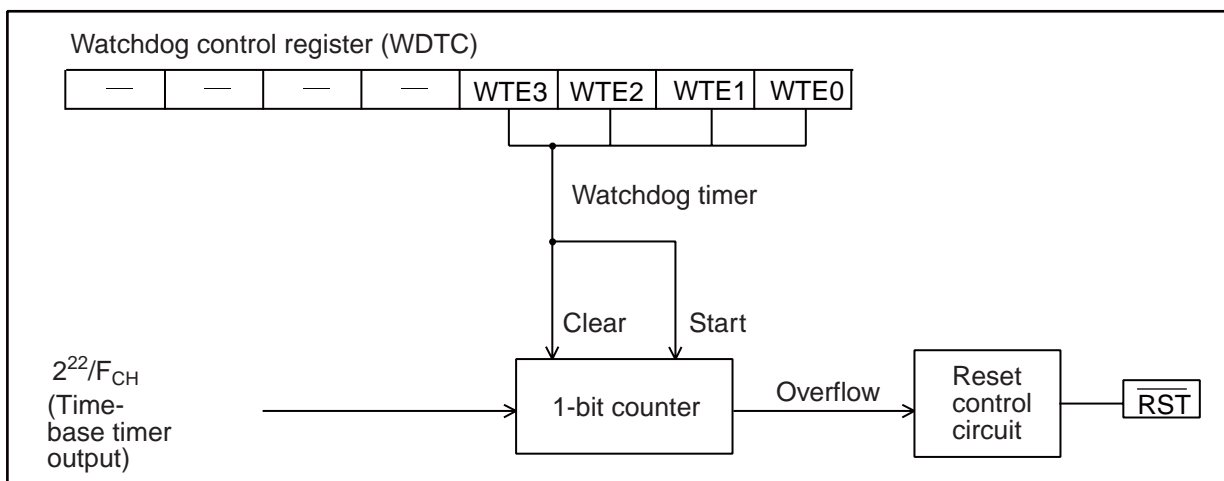 Watchdog control register (WDTC)
— — — — WTE3 WTE2 WTE1 WTE0
Watchdog timer
Clear Start
2²²/F_CH
(Time-
base timer
output)
1-bit counter
Overflow
Reset
control
circuit
R̅S̅T̅